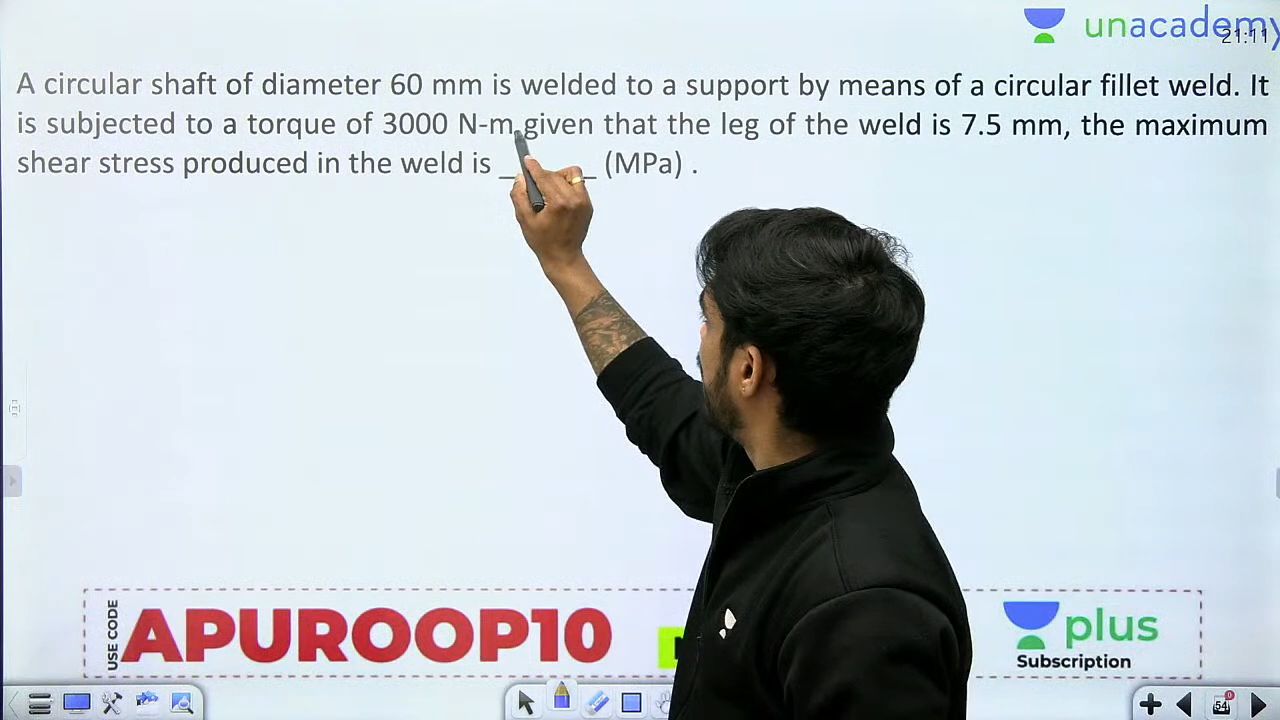 unacademy
21:11
A circular shaft of diameter 60 mm is welded to a support by means of a circular fillet weld. It
is subjected to a torque of 3000 N-m given that the leg of the weld is 7.5 mm, the maximum
shear stress produced in the weld is ______ (MPa) .
USE CODE
APUROOP10
plus
Subscription
54
0